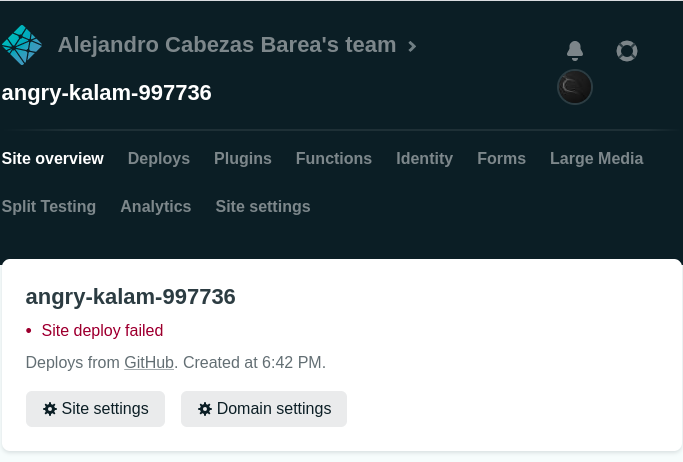 Alejandro Cabezas Barea's team
angry-kalam-997736
Site overview Deploys Plugins Functions Identity Forms Large Media
Split Testing Analytics Site settings
angry-kalam-997736
• Site deploy failed
Deploys from GitHub. Created at 6:42 PM.
Site settings Domain settings